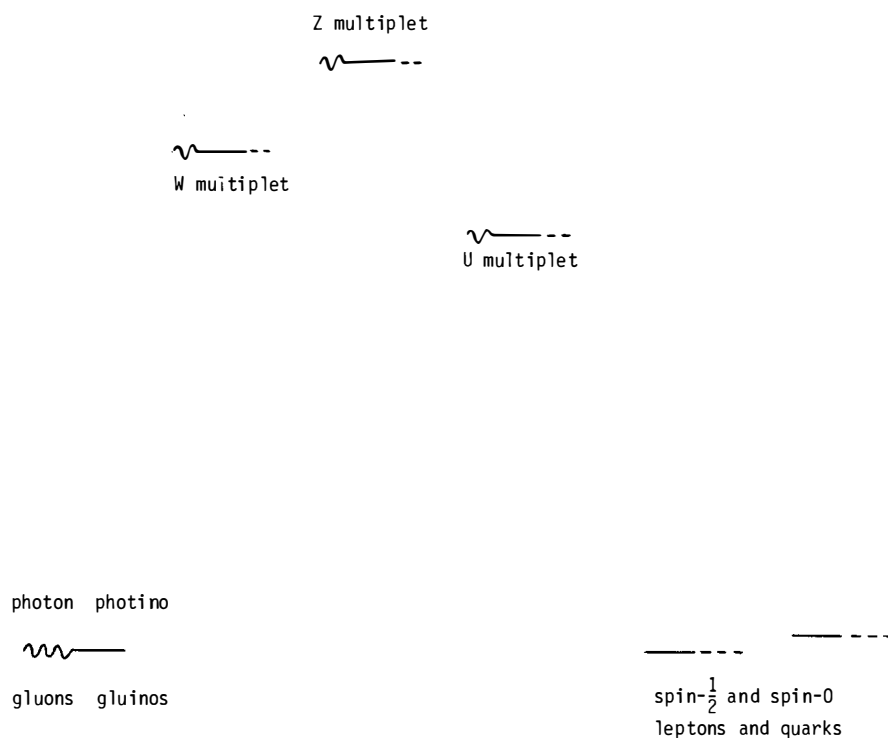 Z multiplet
W multiplet
U multiplet
photon photino
gluons gluinos
spin-1/2 and spin-0
leptons and quarks